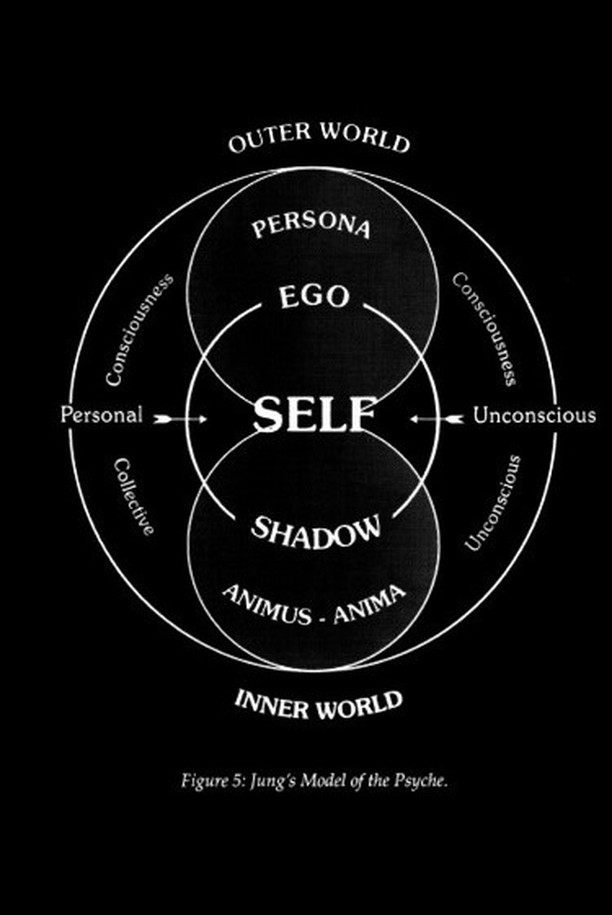 OUTER WORLD
PERSONA
EGO
Consciousness
Consciousness
Personal
SELF
Unconscious
Collective
Unconscious
SHADOW
ANIMUS - ANIMA
INNER WORLD
Figure 5: Jung's Model of the Psyche.